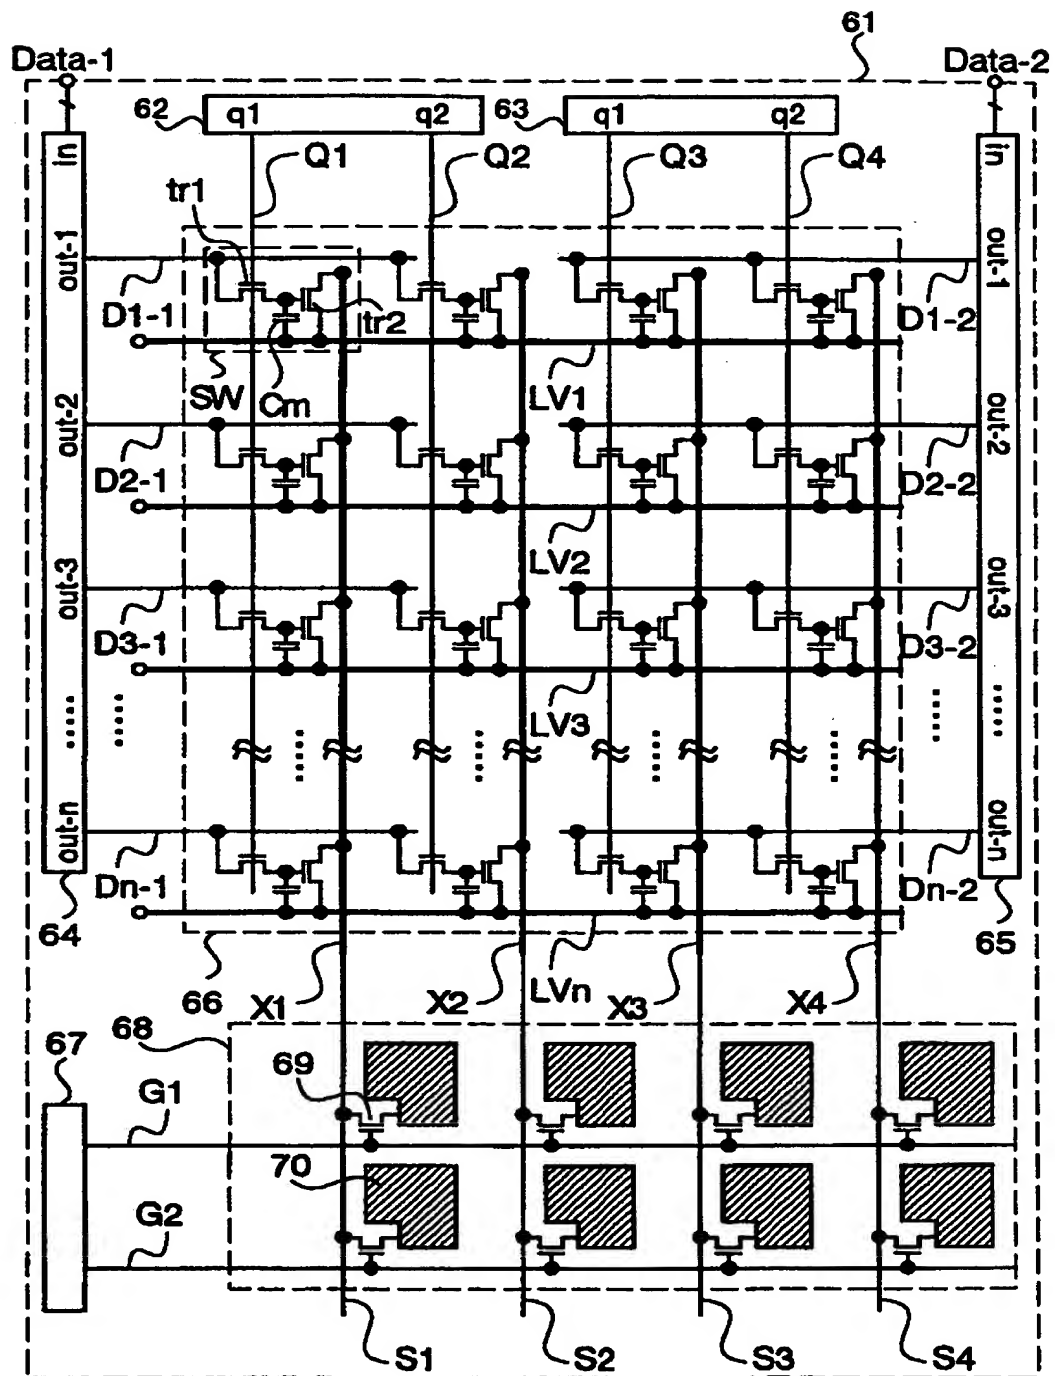 61
Data-1
Data-2
62
q1
q2
63
q1
q2
in
in
Q1
Q2
Q3
Q4
tr1
out-1
out-1
D1-1
tr2
D1-2
SW
Cm
LV1
out-2
out-2
D2-1
D2-2
LV2
out-3
out-3
D3-1
D3-2
LV3
out-n
out-n
Dn-1
Dn-2
64
65
66
X1
X2
LVn
X3
X4
67
68
69
G1
70
G2
S1
S2
S3
S4